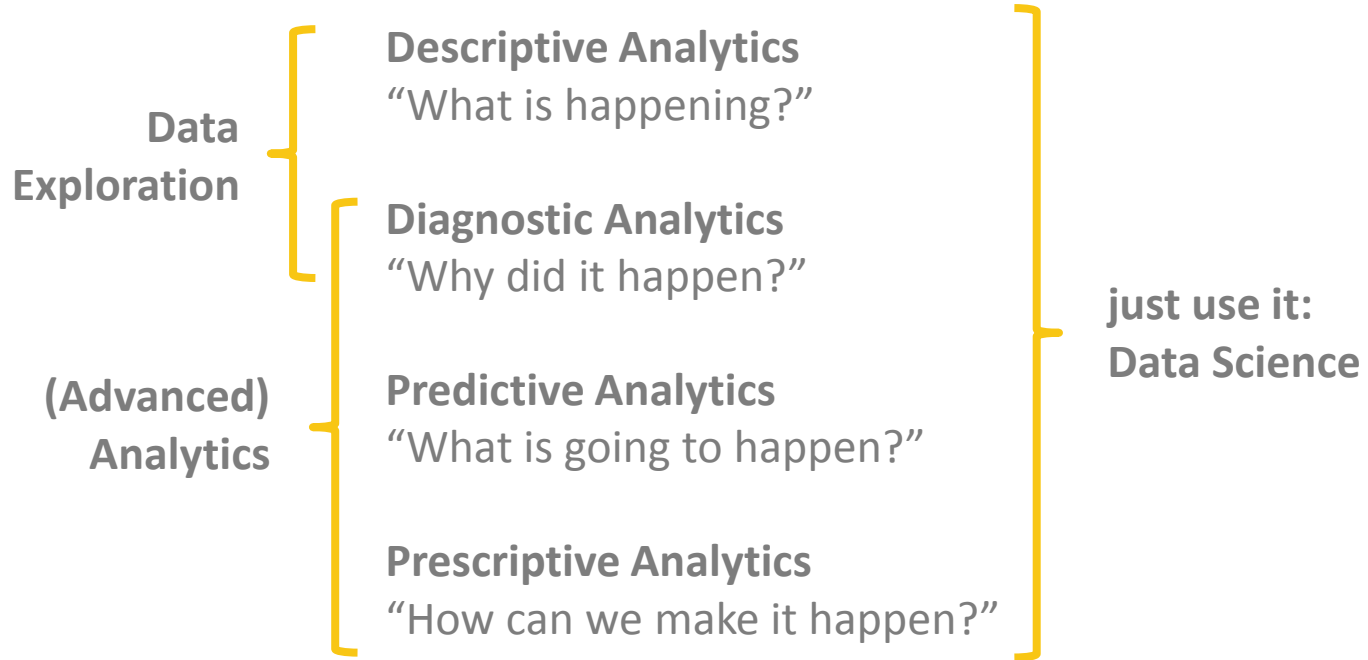 Data
Exploration
(Advanced)
Analytics
Descriptive Analytics
“What is happening?”
Diagnostic Analytics
“Why did it happen?”
Predictive Analytics
“What is going to happen?”
Prescriptive Analytics
“How can we make it happen?”
just use it:
Data Science